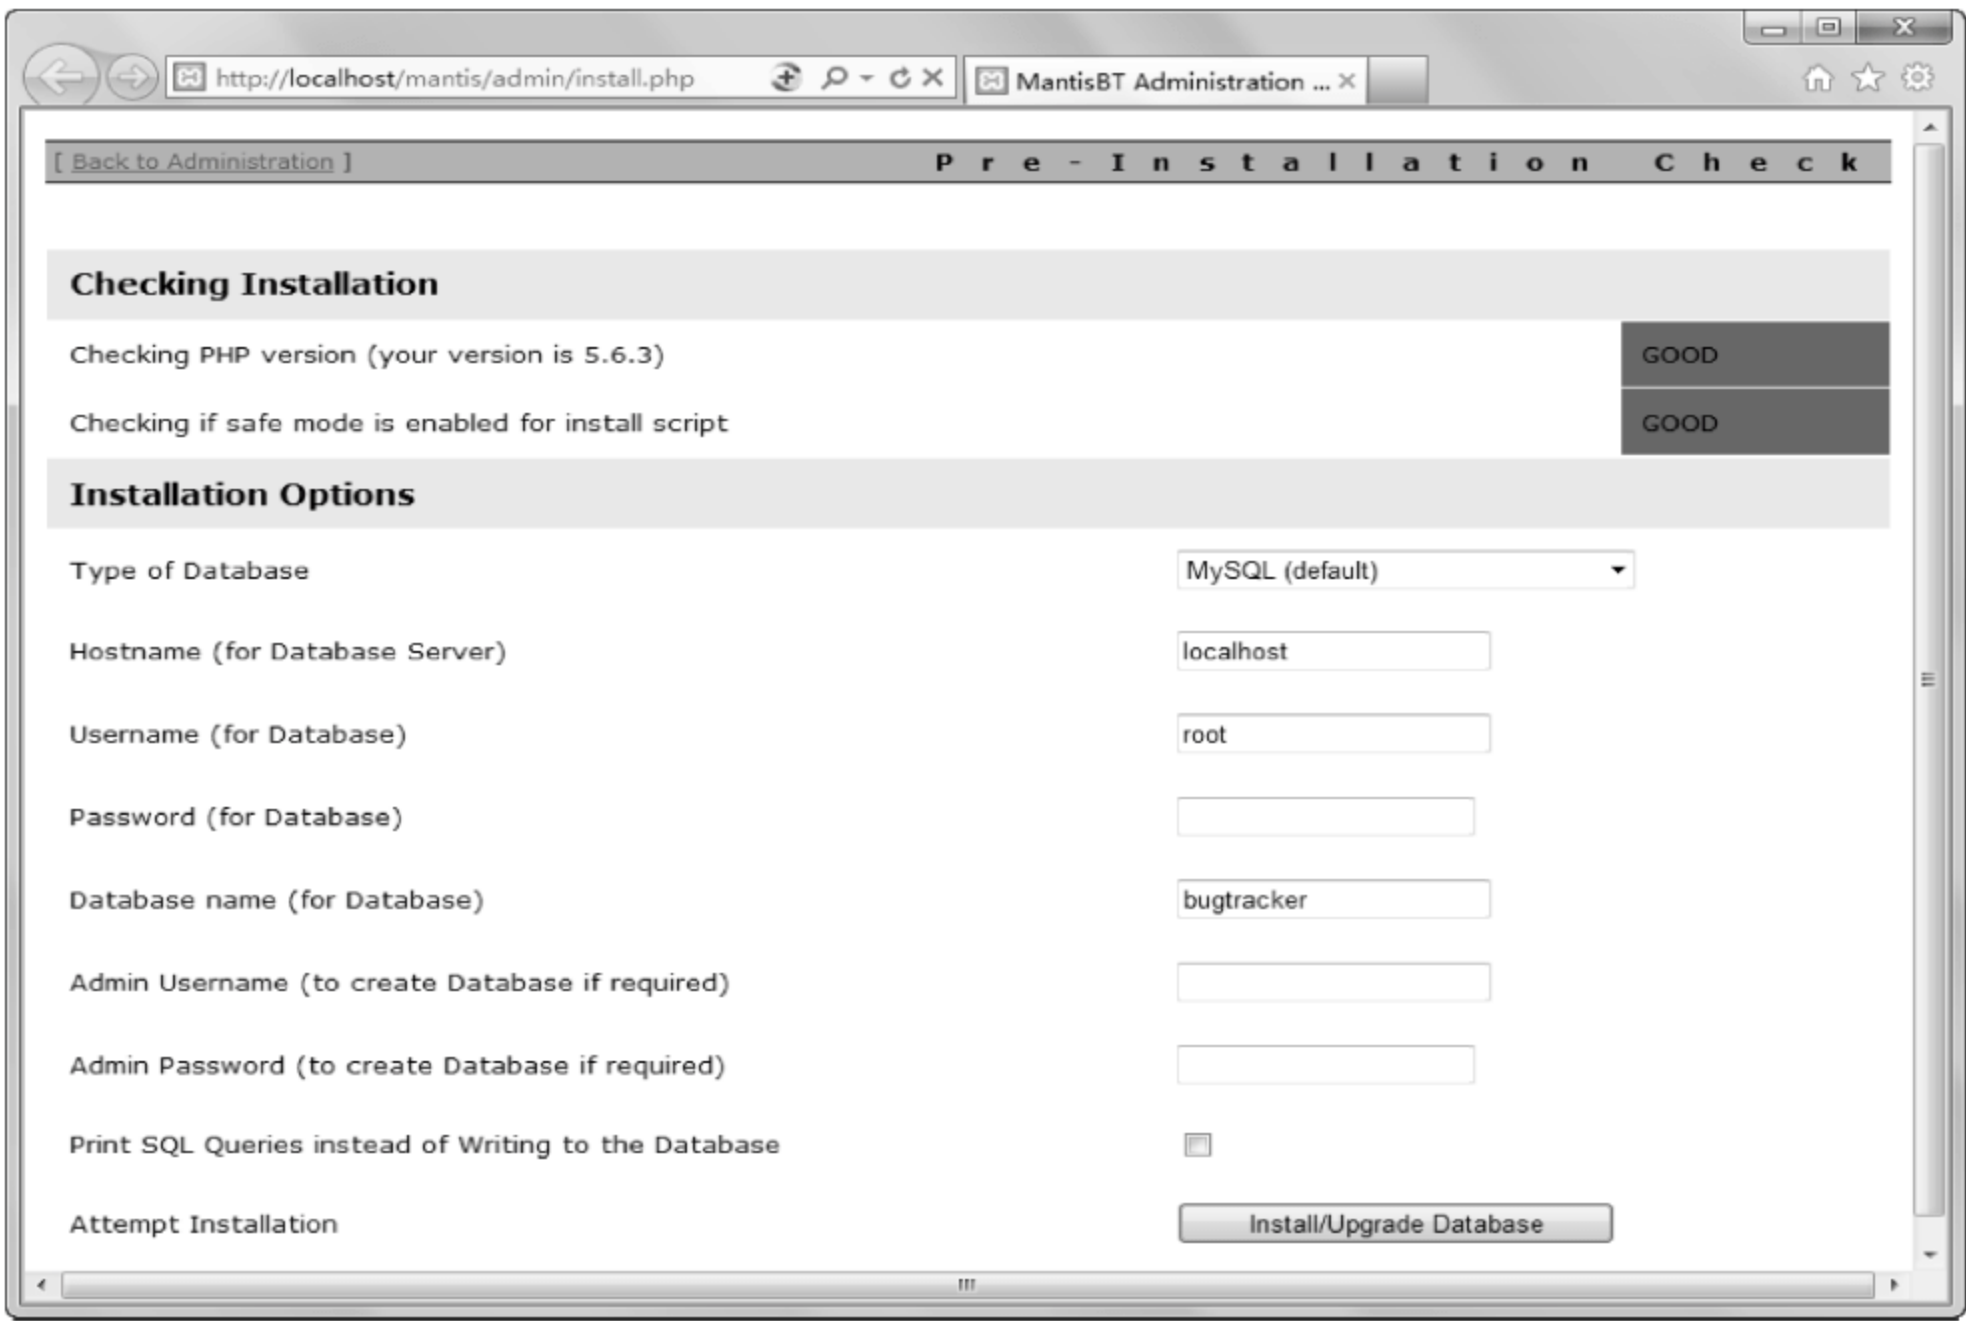 http://localhost/mantis/admin/install.php
MantisBT Administration ...
[ Back to Administration ] Pre-Installation Check
Checking Installation
Checking PHP version (your version is 5.6.3) GOOD
Checking if safe mode is enabled for install script GOOD
Installation Options
Type of Database MySQL (default)
Hostname (for Database Server) localhost
Username (for Database) root
Password (for Database)
Database name (for Database) bugtracker
Admin Username (to create Database if required)
Admin Password (to create Database if required)
Print SQL Queries instead of Writing to the Database
Attempt Installation Install/Upgrade Database